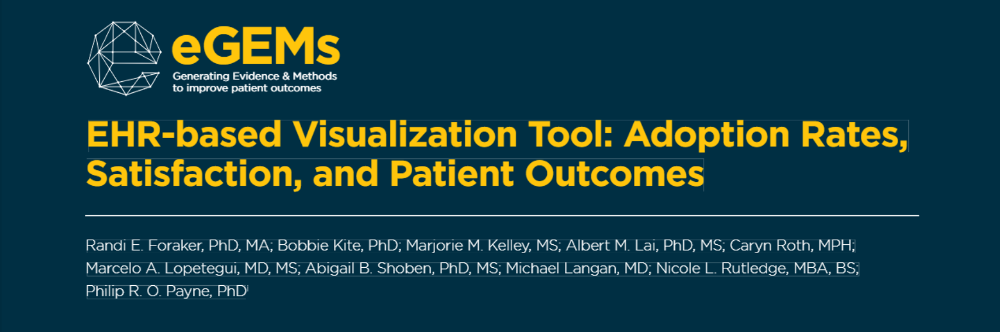 eGEMs
Generating Evidence & Methods
to improve patient outcomes
EHR-based Visualization Tool: Adoption Rates,
Satisfaction, and Patient Outcomes
Randi E. Foraker, PhD, MA; Bobbie Kite, PhD; Marjorie M. Kelley, MS; Albert M. Lai, PhD, MS; Caryn Roth, MPH;
Marcelo A. Lopetegui, MD, MS; Abigail B. Shoben, PhD, MS; Michael Langan, MD; Nicole L. Rutledge, MBA, BS;
Philip R. O. Payne, PhDⁱ